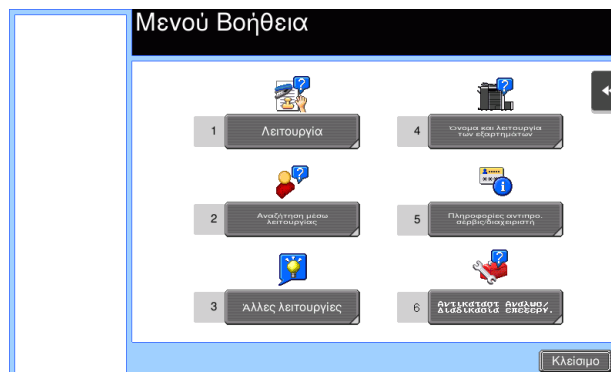 Μενού Βοήθεια
1 Λειτουργία
4 Όνομα και λειτουργία
των εξαρτημάτων
2 Αναζήτηση μέσω
λειτουργίας
5 Πληροφορίες αντιπρο.
σέρβις/διαχειριστή
3 Άλλες λειτουργίες
6 Αντικατάστ Αναλωσ/
Διαδικασία επεξεργ.
Κλείσιμο